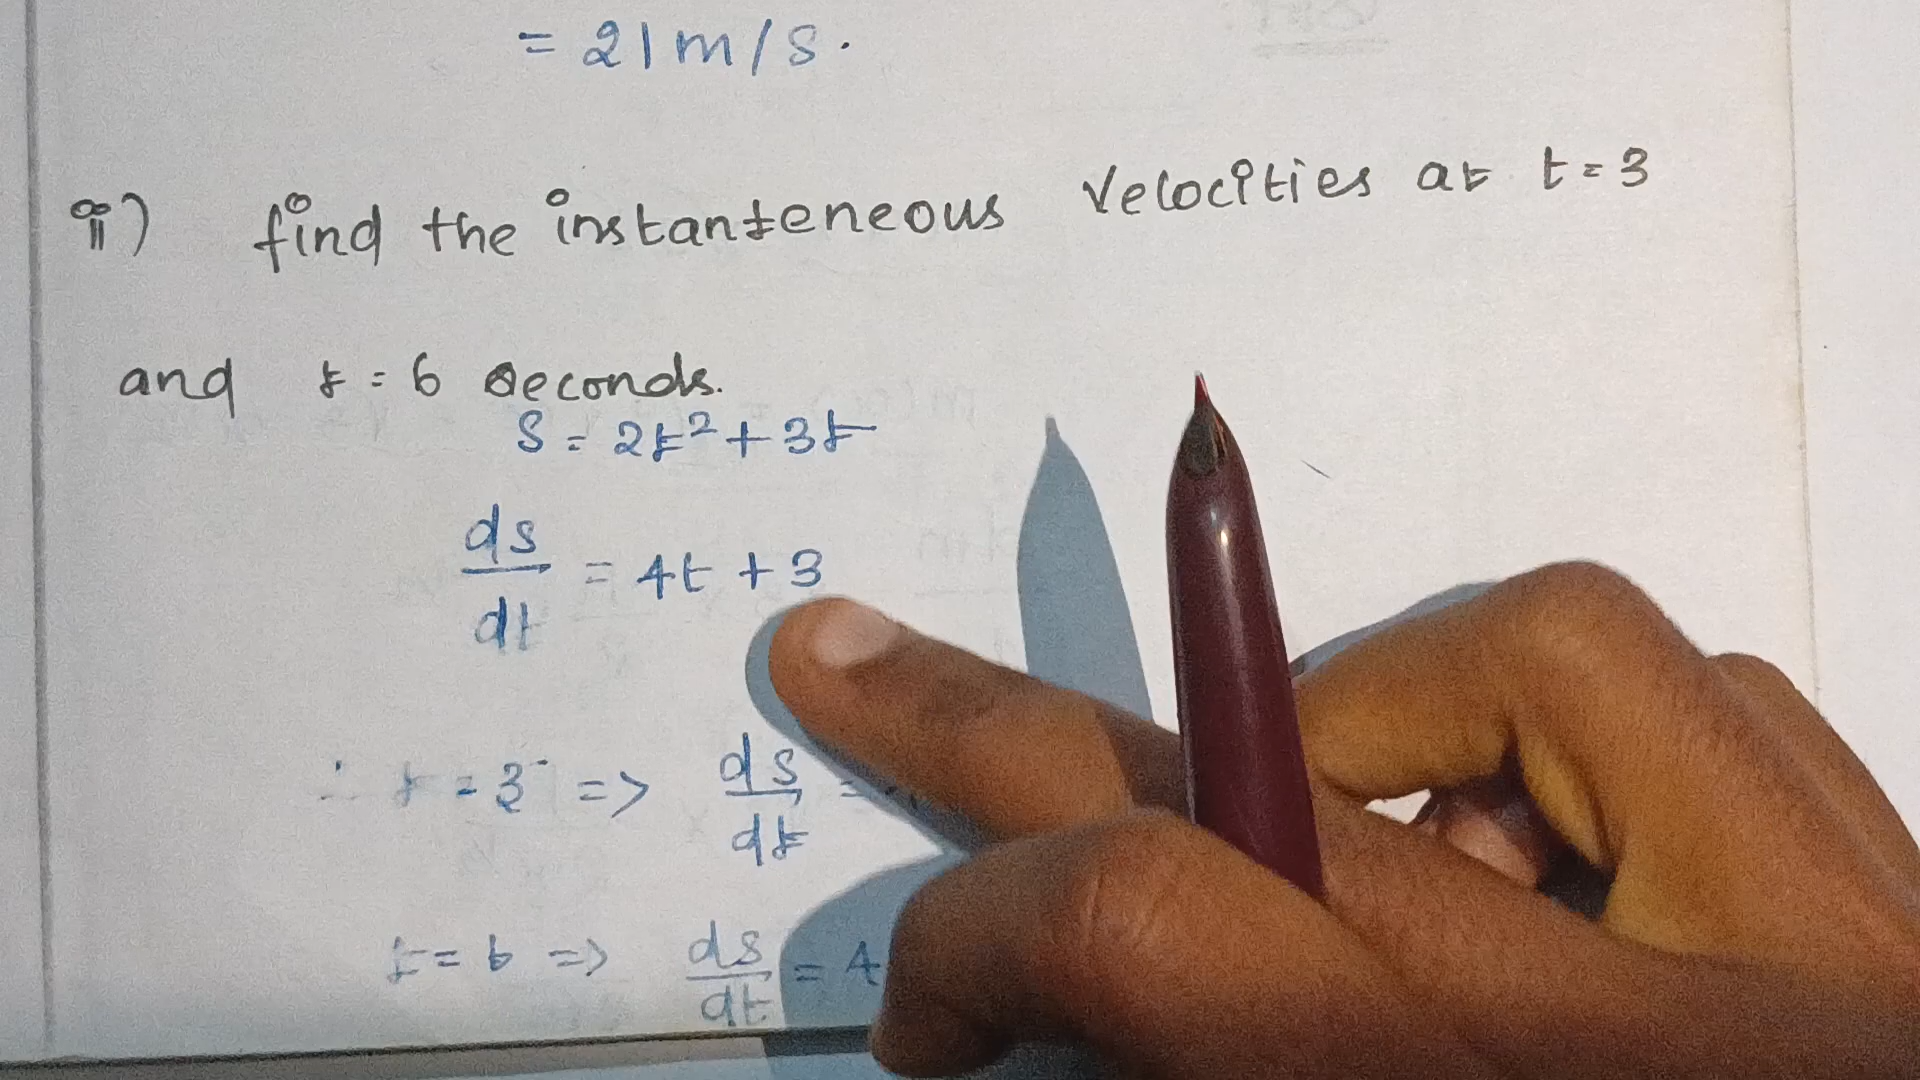 = 21 m/s.
ii) find the instanteneous velocities at t = 3
and t = 6 seconds.
S = 2t² + 3t
ds/dt = 4t + 3
∴ t = 3 => ds/dt =
t = 6 => ds/dt = 4